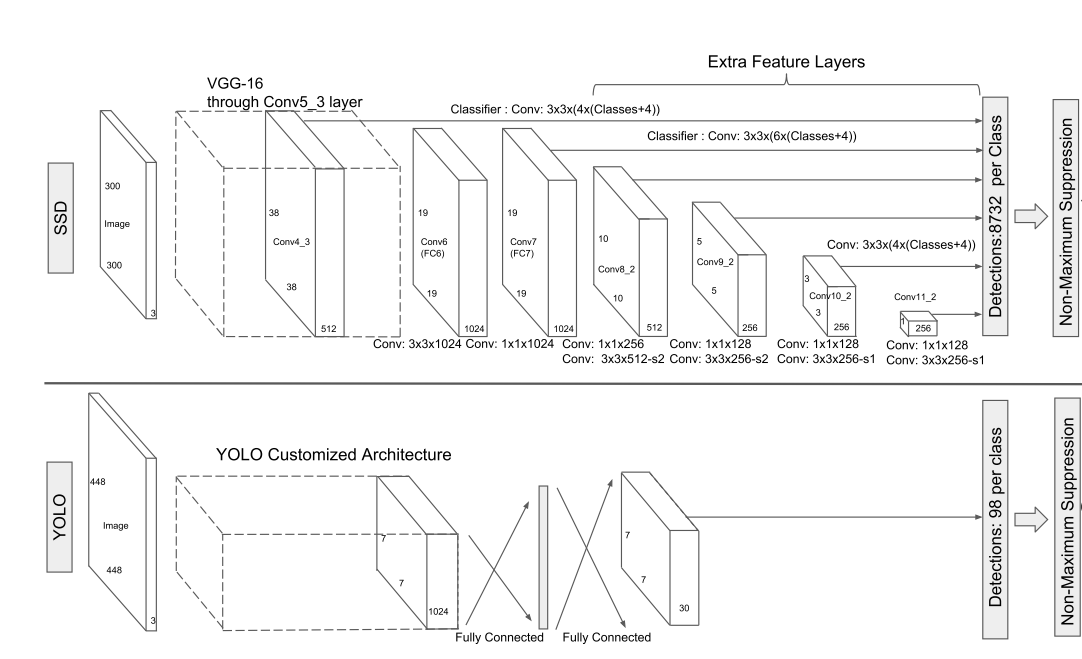 Extra Feature Layers
VGG-16
through Conv5_3 layer
Classifier : Conv: 3x3x(4x(Classes+4))
Classifier : Conv: 3x3x(6x(Classes+4))
SSD
300
Image
300
3
38
Conv4_3
38
512
19
Conv6
(FC6)
19
1024
19
Conv7
(FC7)
19
1024
10
Conv8_2
10
512
5
Conv9_2
5
256
Conv: 3x3x(4x(Classes+4))
3
Conv10_2
3
256
Conv11_2
1
256
Detections:8732 per Class
Non-Maximum Suppression
Conv: 3x3x1024
Conv: 1x1x1024
Conv: 1x1x256
Conv: 3x3x512-s2
Conv: 1x1x128
Conv: 3x3x256-s2
Conv: 1x1x128
Conv: 3x3x256-s1
Conv: 1x1x128
Conv: 3x3x256-s1
YOLO
448
Image
448
3
YOLO Customized Architecture
7
7
1024
Fully Connected
Fully Connected
7
7
30
Detections: 98 per class
Non-Maximum Suppression